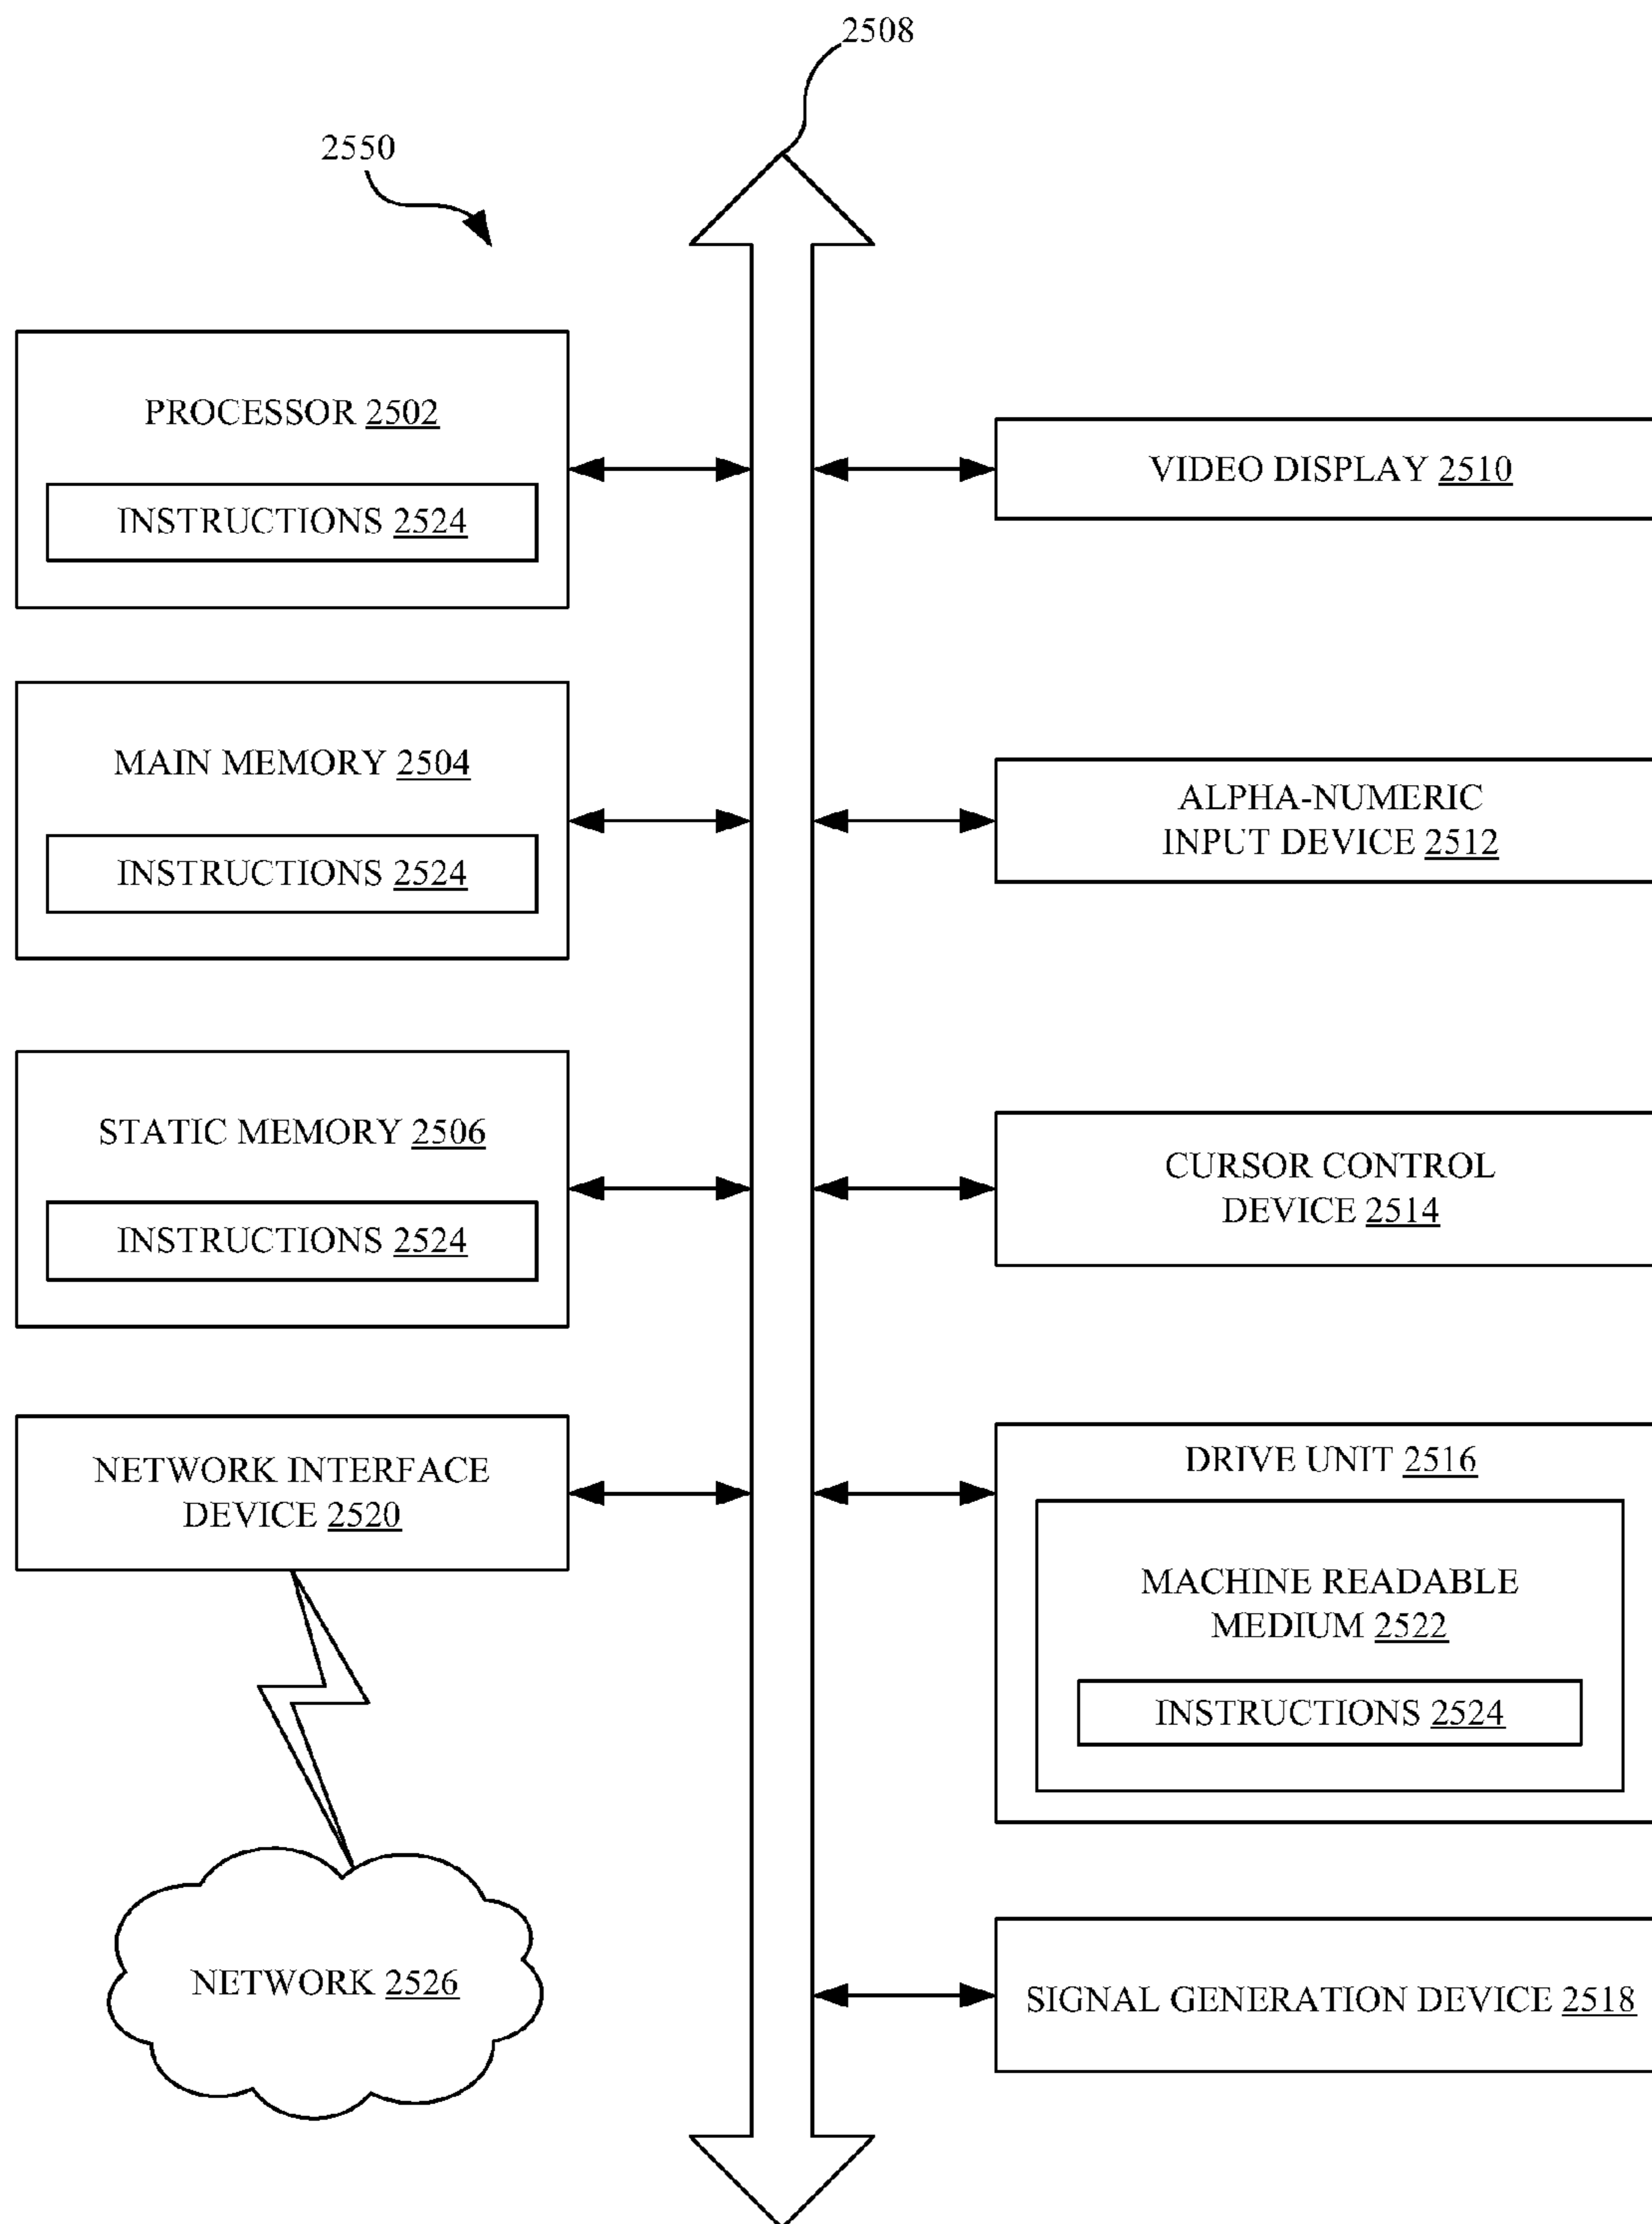 2508
2550
PROCESSOR 2502
INSTRUCTIONS 2524
MAIN MEMORY 2504
INSTRUCTIONS 2524
STATIC MEMORY 2506
INSTRUCTIONS 2524
NETWORK INTERFACE
DEVICE 2520
NETWORK 2526
VIDEO DISPLAY 2510
ALPHA-NUMERIC
INPUT DEVICE 2512
CURSOR CONTROL
DEVICE 2514
DRIVE UNIT 2516
MACHINE READABLE
MEDIUM 2522
INSTRUCTIONS 2524
SIGNAL GENERATION DEVICE 2518